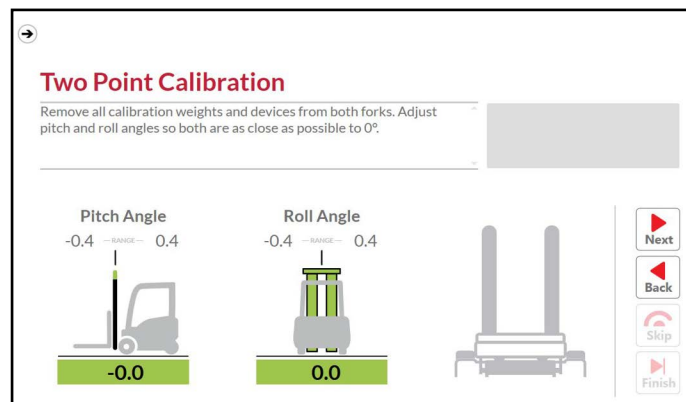 Two Point Calibration
Remove all calibration weights and devices from both forks. Adjust
pitch and roll angles so both are as close as possible to 0°.
Pitch Angle
-0.4 —RANGE— 0.4
-0.0
Roll Angle
-0.4 —RANGE— 0.4
0.0
Next
Back
Skip
Finish